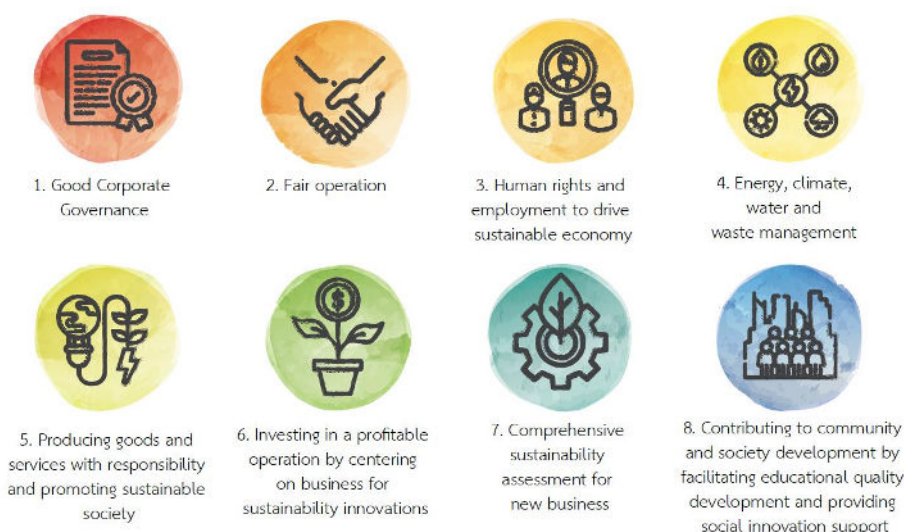 1. Good Corporate
Governance
2. Fair operation
3. Human rights and
employment to drive
sustainable economy
4. Energy, climate,
water and
waste management
5. Producing goods and
services with responsibility
and promoting sustainable
society
6. Investing in a profitable
operation by centering
on business for
sustainability innovations
7. Comprehensive
sustainability
assessment for
new business
8. Contributing to community
and society development by
facilitating educational quality
development and providing
social innovation support